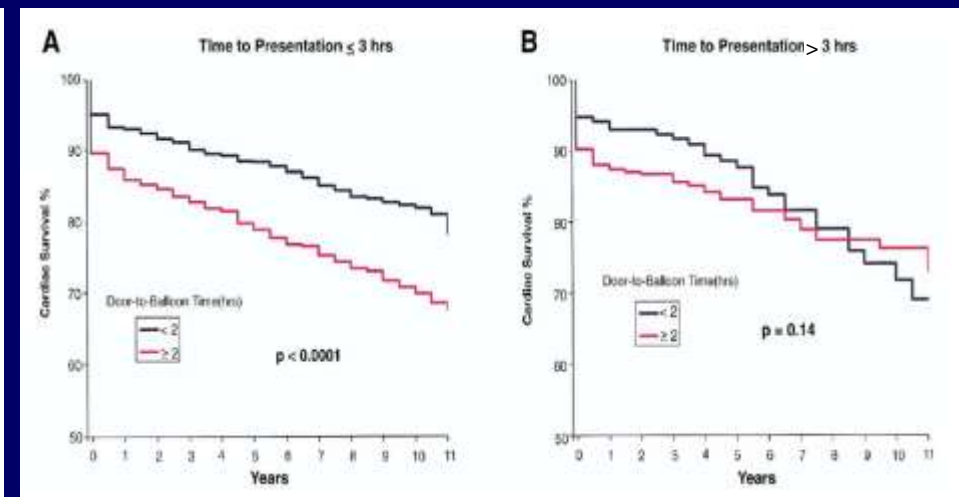 A
Time to Presentation ≤ 3 hrs
Cardiac Survival %
100
90
80
70
60
50
Door-to-Balloon Time(hrs)
< 2
≥ 2
p < 0.0001
0 1 2 3 4 5 6 7 8 9 10 11
Years
B
Time to Presentation > 3 hrs
Cardiac Survival %
100
90
80
70
60
50
Door-to-Balloon Time(hrs)
< 2
≥ 2
p = 0.14
0 1 2 3 4 5 6 7 8 9 10 11
Years